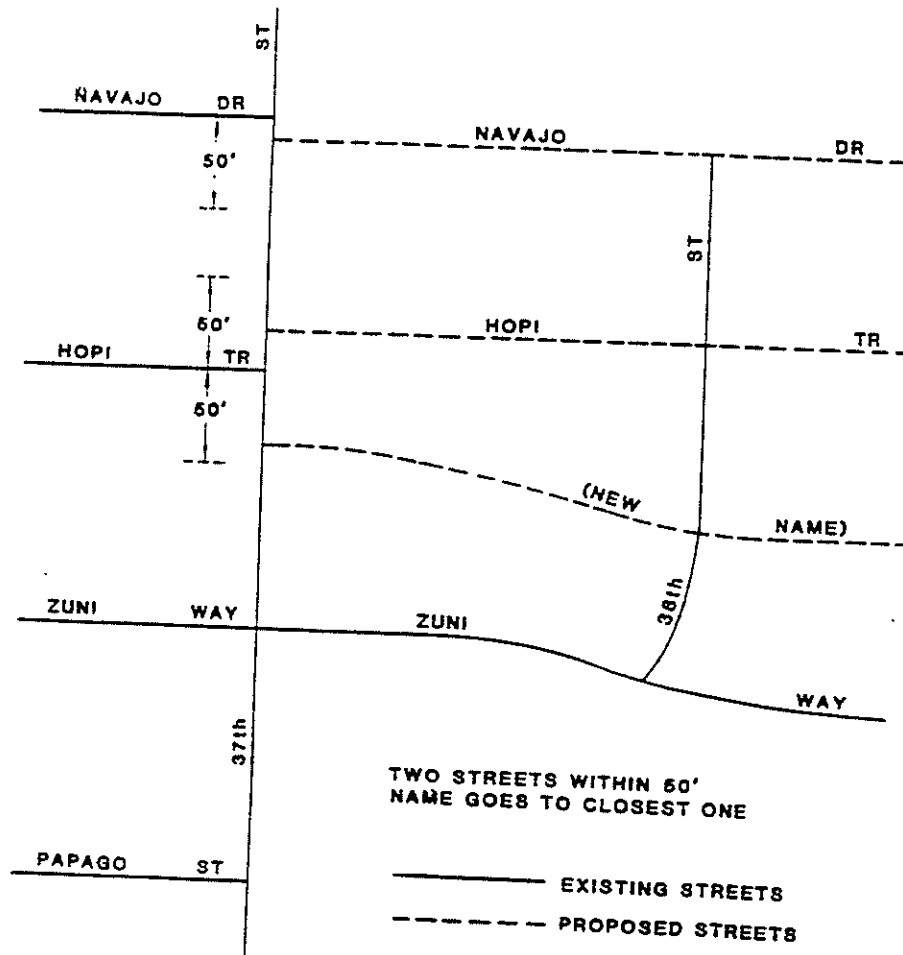 ST
NAVAJO DR
NAVAJO DR
50'
ST
50'
HOPI TR
HOPI TR
50'
(NEW NAME)
38th
ZUNI WAY
ZUNI WAY
37th
TWO STREETS WITHIN 50'
NAME GOES TO CLOSEST ONE
PAPAGO ST
EXISTING STREETS
PROPOSED STREETS